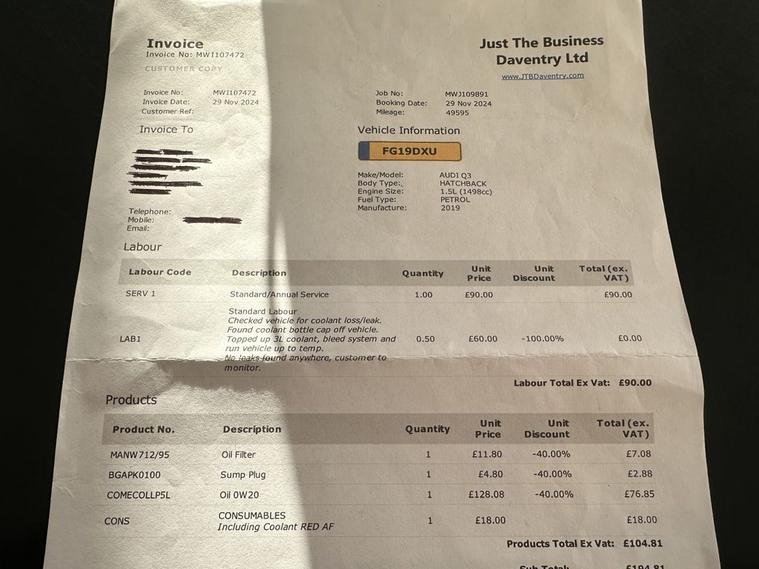 Invoice
Invoice No: MWI107472
CUSTOMER COPY
Just The Business
Daventry Ltd
www.JTBDaventry.com
Invoice No: MWI107472
Invoice Date: 29 Nov 2024
Customer Ref:
Job No: MWJ109891
Booking Date: 29 Nov 2024
Mileage: 49595
Invoice To
Vehicle Information
FG19DXU
Make/Model: AUDI Q3
Body Type: HATCHBACK
Engine Size: 1.5L (1498cc)
Fuel Type: PETROL
Manufacture: 2019
Telephone:
Mobile:
Email:
Labour
Labour Code Description Quantity Unit Price Unit Discount Total (ex. VAT)
SERV 1 Standard/Annual Service 1.00 £90.00 £90.00
Standard Labour
Checked vehicle for coolant loss/leak.
Found coolant bottle cap off vehicle.
LAB1 Topped up 3L coolant, bleed system and 0.50 £60.00 -100.00% £0.00
run vehicle up to temp.
No leaks found anywhere, customer to
monitor.
Labour Total Ex Vat: £90.00
Products
Product No. Description Quantity Unit Price Unit Discount Total (ex. VAT)
MANW712/95 Oil Filter 1 £11.80 -40.00% £7.08
BGAPK0100 Sump Plug 1 £4.80 -40.00% £2.88
COMECOLLP5L Oil 0W20 1 £128.08 -40.00% £76.85
CONS CONSUMABLES 1 £18.00 £18.00
Including Coolant RED AF
Products Total Ex Vat: £104.81
Sub Total: £194.81